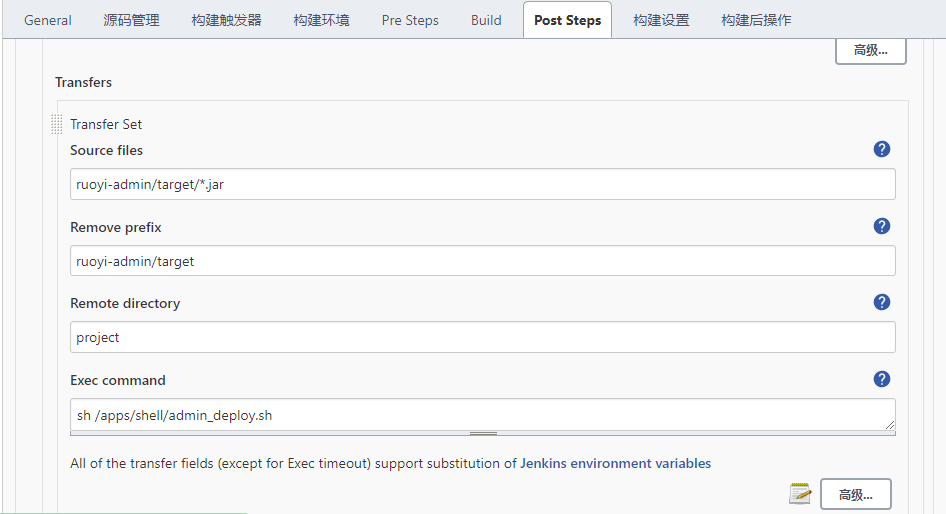 General 源码管理 构建触发器 构建环境 Pre Steps Build Post Steps 构建设置 构建后操作
高级...
Transfers
Transfer Set
Source files
ruoyi-admin/target/*.jar
Remove prefix
ruoyi-admin/target
Remote directory
project
Exec command
sh /apps/shell/admin_deploy.sh
All of the transfer fields (except for Exec timeout) support substitution of Jenkins environment variables
高级...